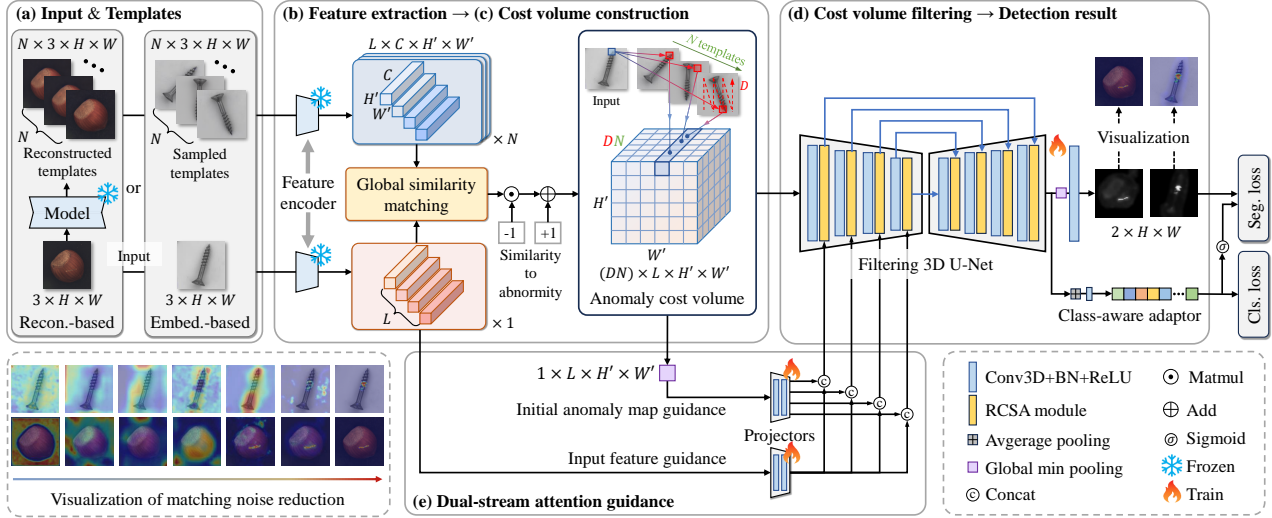 (a) Input & Templates
N × 3 × H × W
N × 3 × H × W
N
N
Reconstructed
templates
Sampled
templates
or
Model
Input
3 × H × W
3 × H × W
Recon.-based
Embed.-based
(b) Feature extraction → (c) Cost volume construction
L × C × H′ × W′
C
H′
W′
× N
Feature
encoder
Global similarity
matching
L
× 1
-1
+1
Similarity
to
abnormity
N templates
Input
D
DN
H′
W′
(DN) × L × H′ × W′
Anomaly cost volume
(d) Cost volume filtering → Detection result
Filtering 3D U-Net
Visualization
2 × H × W
σ
Class-aware adaptor
Seg. loss
Cls. loss
1 × L × H′ × W′
Initial anomaly map guidance
Projectors
Input feature guidance
C
C
C
C
(e) Dual-stream attention guidance
Visualization of matching noise reduction
Conv3D+BN+ReLU
Matmul
RCSA module
Add
Avgerage pooling
σ Sigmoid
Global min pooling
Frozen
C Concat
Train